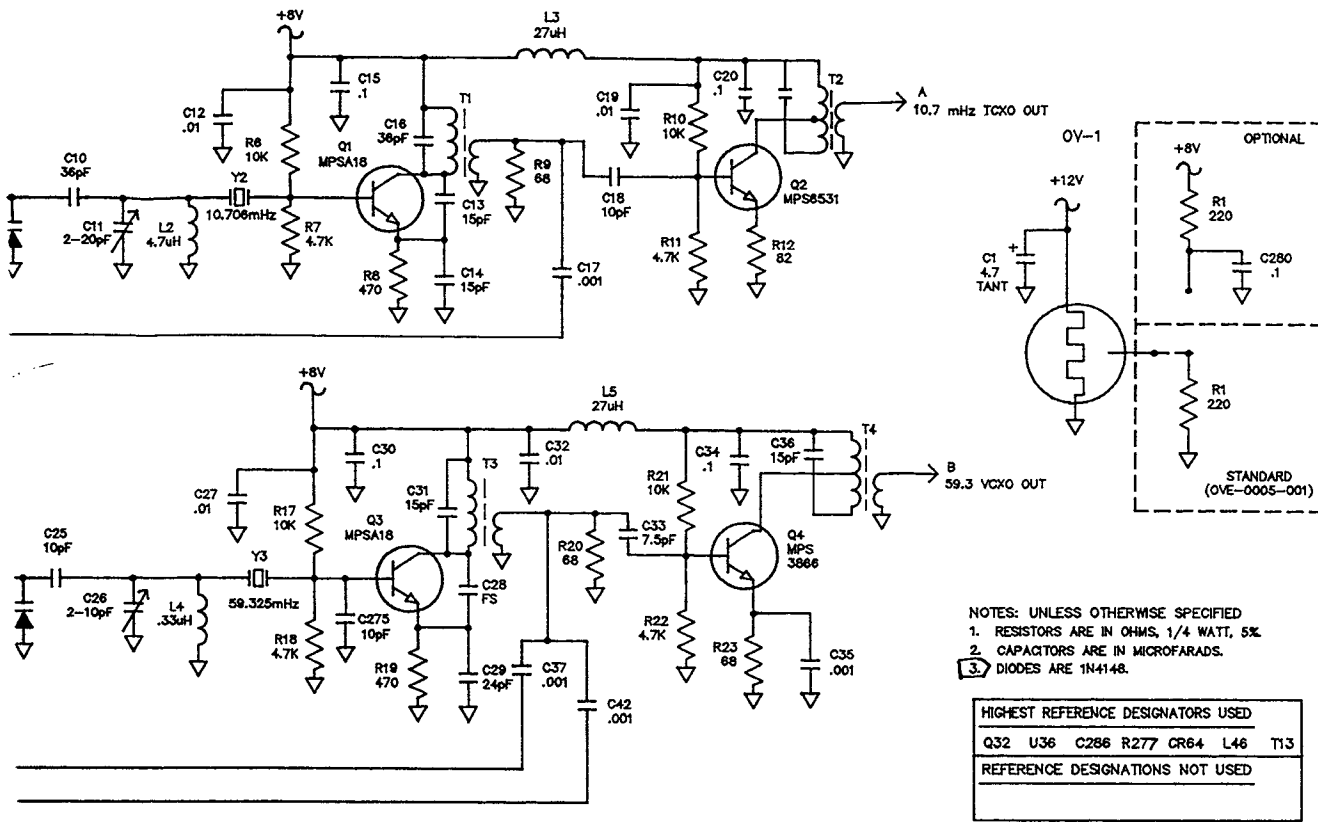 +8V
L3
27uH
C15
.1
C12
.01
R6
10K
C16
36pF
T1
C10
36pF
Q1
MPSA18
Y2
10.706mHz
C11
2-20pF
L2
4.7uH
R7
4.7K
C13
15pF
R8
470
C14
15pF
R9
68
C17
.001
C18
10pF
C19
.01
R10
10K
C20
.1
T2
A
10.7 mHz TCXO OUT
Q2
MPS6531
R11
4.7K
R12
82
OV-1
+12V
C1
4.7
TANT
+
OPTIONAL
+8V
R1
220
C280
.1
R1
220
STANDARD
(OVE-0005-001)
+8V
L5
27uH
C30
.1
C32
.01
C27
.01
R17
10K
C31
15pF
T3
C25
10pF
Q3
MPSA18
Y3
59.325mHz
C26
2-10pF
L4
.33uH
R18
4.7K
C275
10pF
C28
FS
R19
470
C29
24pF
C37
.001
C42
.001
R20
68
C33
7.5pF
R21
10K
C34
.1
C36
15pF
T4
B
59.3 VCXO OUT
Q4
MPS
3866
R22
4.7K
R23
68
C35
.001
NOTES: UNLESS OTHERWISE SPECIFIED
1. RESISTORS ARE IN OHMS, 1/4 WATT, 5%.
2. CAPACITORS ARE IN MICROFARADS.
3. DIODES ARE 1N4148.
HIGHEST REFERENCE DESIGNATORS USED
Q32 U36 C286 R277 CR64 L46 T13
REFERENCE DESIGNATIONS NOT USED